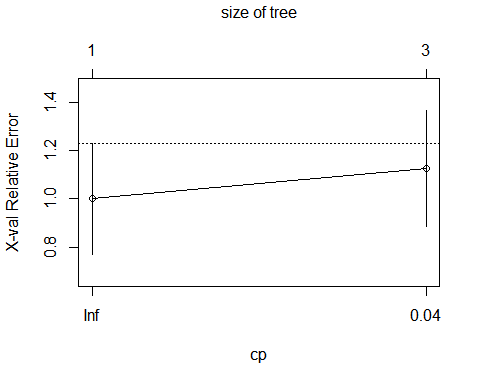 size of tree
1 3
1.4
1.2
1.0
0.8
X-val Relative Error
Inf 0.04
cp